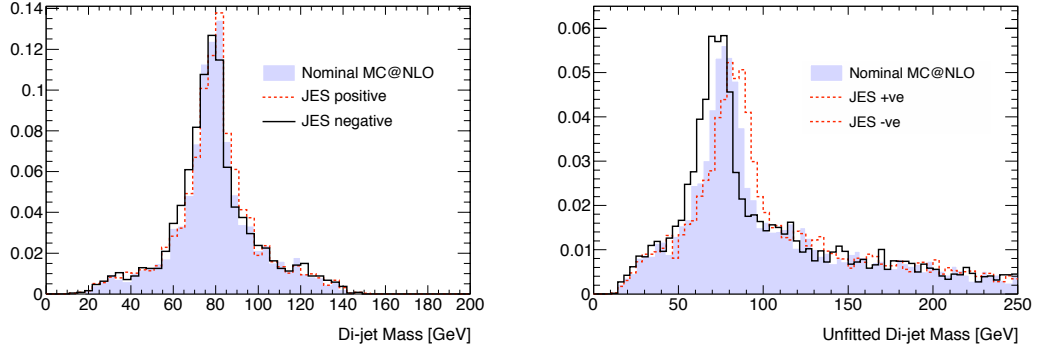 0.14
0.12
0.1
0.08
0.06
0.04
0.02
0
0 20 40 60 80 100 120 140 160 180 200
Di-jet Mass [GeV]
Nominal MC@NLO
JES positive
JES negative
0.06
0.05
0.04
0.03
0.02
0.01
0
0 50 100 150 200 250
Unfitted Di-jet Mass [GeV]
Nominal MC@NLO
JES +ve
JES -ve